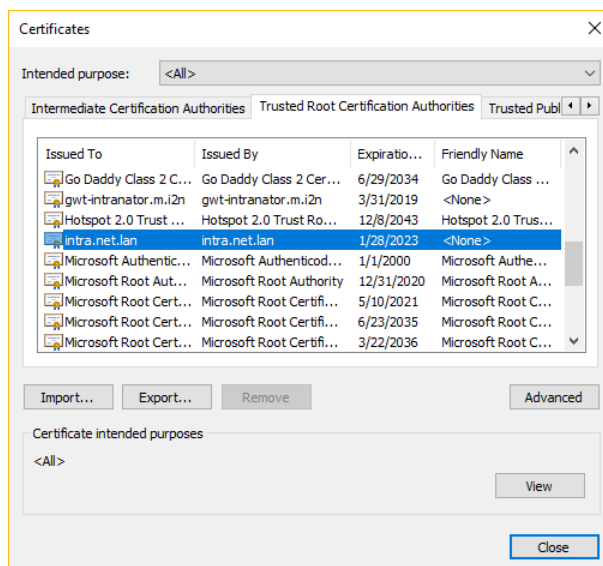 Certificates
Intended purpose: <All>
Intermediate Certification Authorities Trusted Root Certification Authorities Trusted Publ
Issued To Issued By Expiratio... Friendly Name
Go Daddy Class 2 C... Go Daddy Class 2 Cer... 6/29/2034 Go Daddy Class ...
gwt-intranator.m.i2n gwt-intranator.m.i2n 3/31/2019 <None>
Hotspot 2.0 Trust ... Hotspot 2.0 Trust Ro... 12/8/2043 Hotspot 2.0 Trus...
intra.net.lan intra.net.lan 1/28/2023 <None>
Microsoft Authentic... Microsoft Authenticod... 1/1/2000 Microsoft Authe...
Microsoft Root Aut... Microsoft Root Authority 12/31/2020 Microsoft Root A...
Microsoft Root Cert... Microsoft Root Certifi... 5/10/2021 Microsoft Root C...
Microsoft Root Cert... Microsoft Root Certifi... 6/23/2035 Microsoft Root C...
Microsoft Root Cert... Microsoft Root Certifi... 3/22/2036 Microsoft Root C...
Import... Export... Remove Advanced
Certificate intended purposes
<All>
View
Close